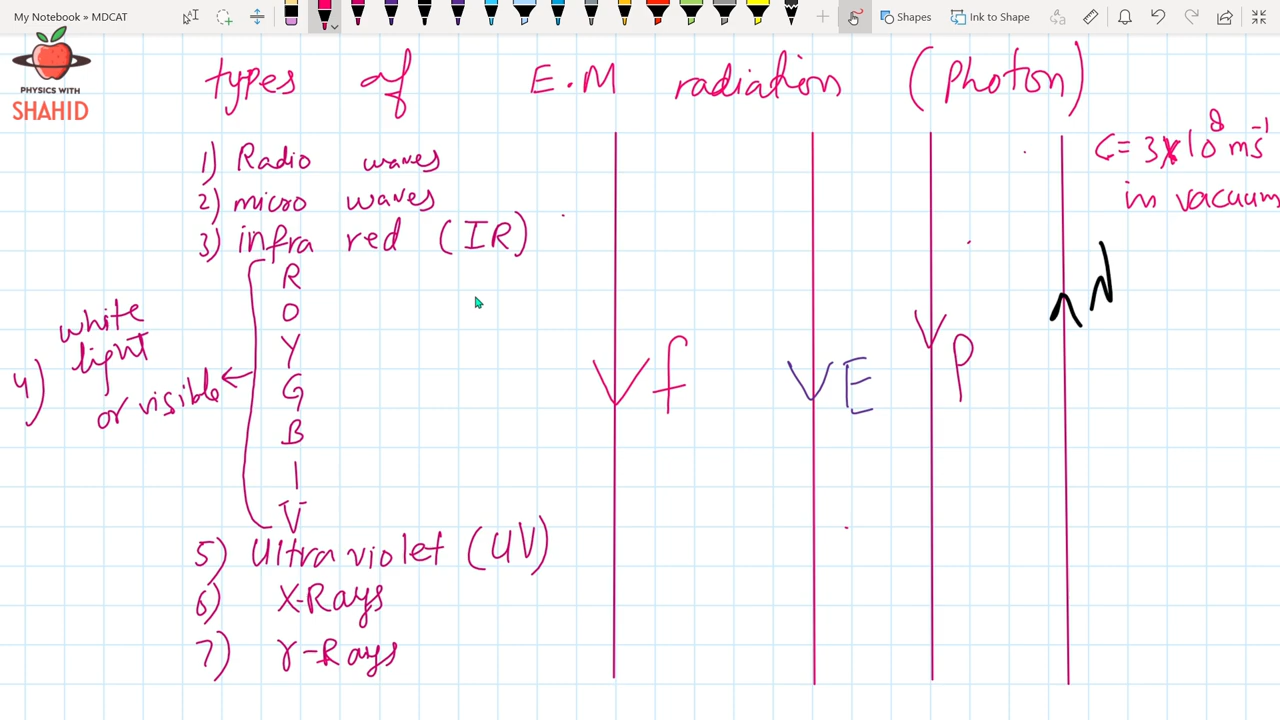 My Notebook » MDCAT
Shapes
Ink to Shape
PHYSICS WITH
SHAHID
types of E.M radiation (Photon)
C = 3x10⁸ ms⁻¹
in vacuum
1) Radio waves
2) micro waves
3) infra red (IR)
R
O
Y
G
B
I
V
4) white
light
or visible
5) Ultra violet (UV)
6) X-Rays
7) γ-Rays
f
E
P
λ